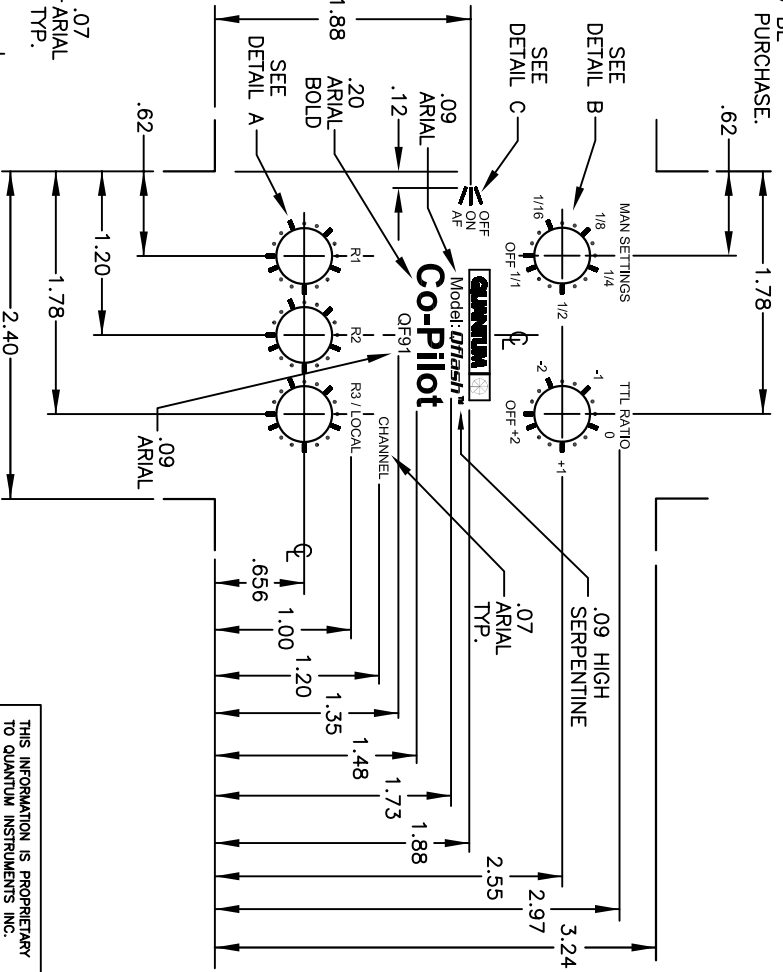 BE
PURCHASE.
.62
1.78
SEE
DETAIL B
MAN SETTINGS
1/16
1/8
1/4
1/2
1/1
OFF
TTL RATIO
-2
-1
0
+1
+2
OFF
SEE
DETAIL C
OFF
ON
AF
QUANTUM
Model: Qflash™
Co-Pilot
QF91
.09
ARIAL
.12
.20
ARIAL
BOLD
1.88
SEE
DETAIL A
R1
R2
R3 / LOCAL
CHANNEL
.07
ARIAL
TYP.
.62
1.20
1.78
2.40
.09
ARIAL
.07
ARIAL
TYP.
.09 HIGH
SERPENTINE
CL
CL
.656
1.00
1.20
1.35
1.48
1.73
1.88
2.55
2.97
3.24
THIS INFORMATION IS PROPRIETARY
TO QUANTUM INSTRUMENTS INC.